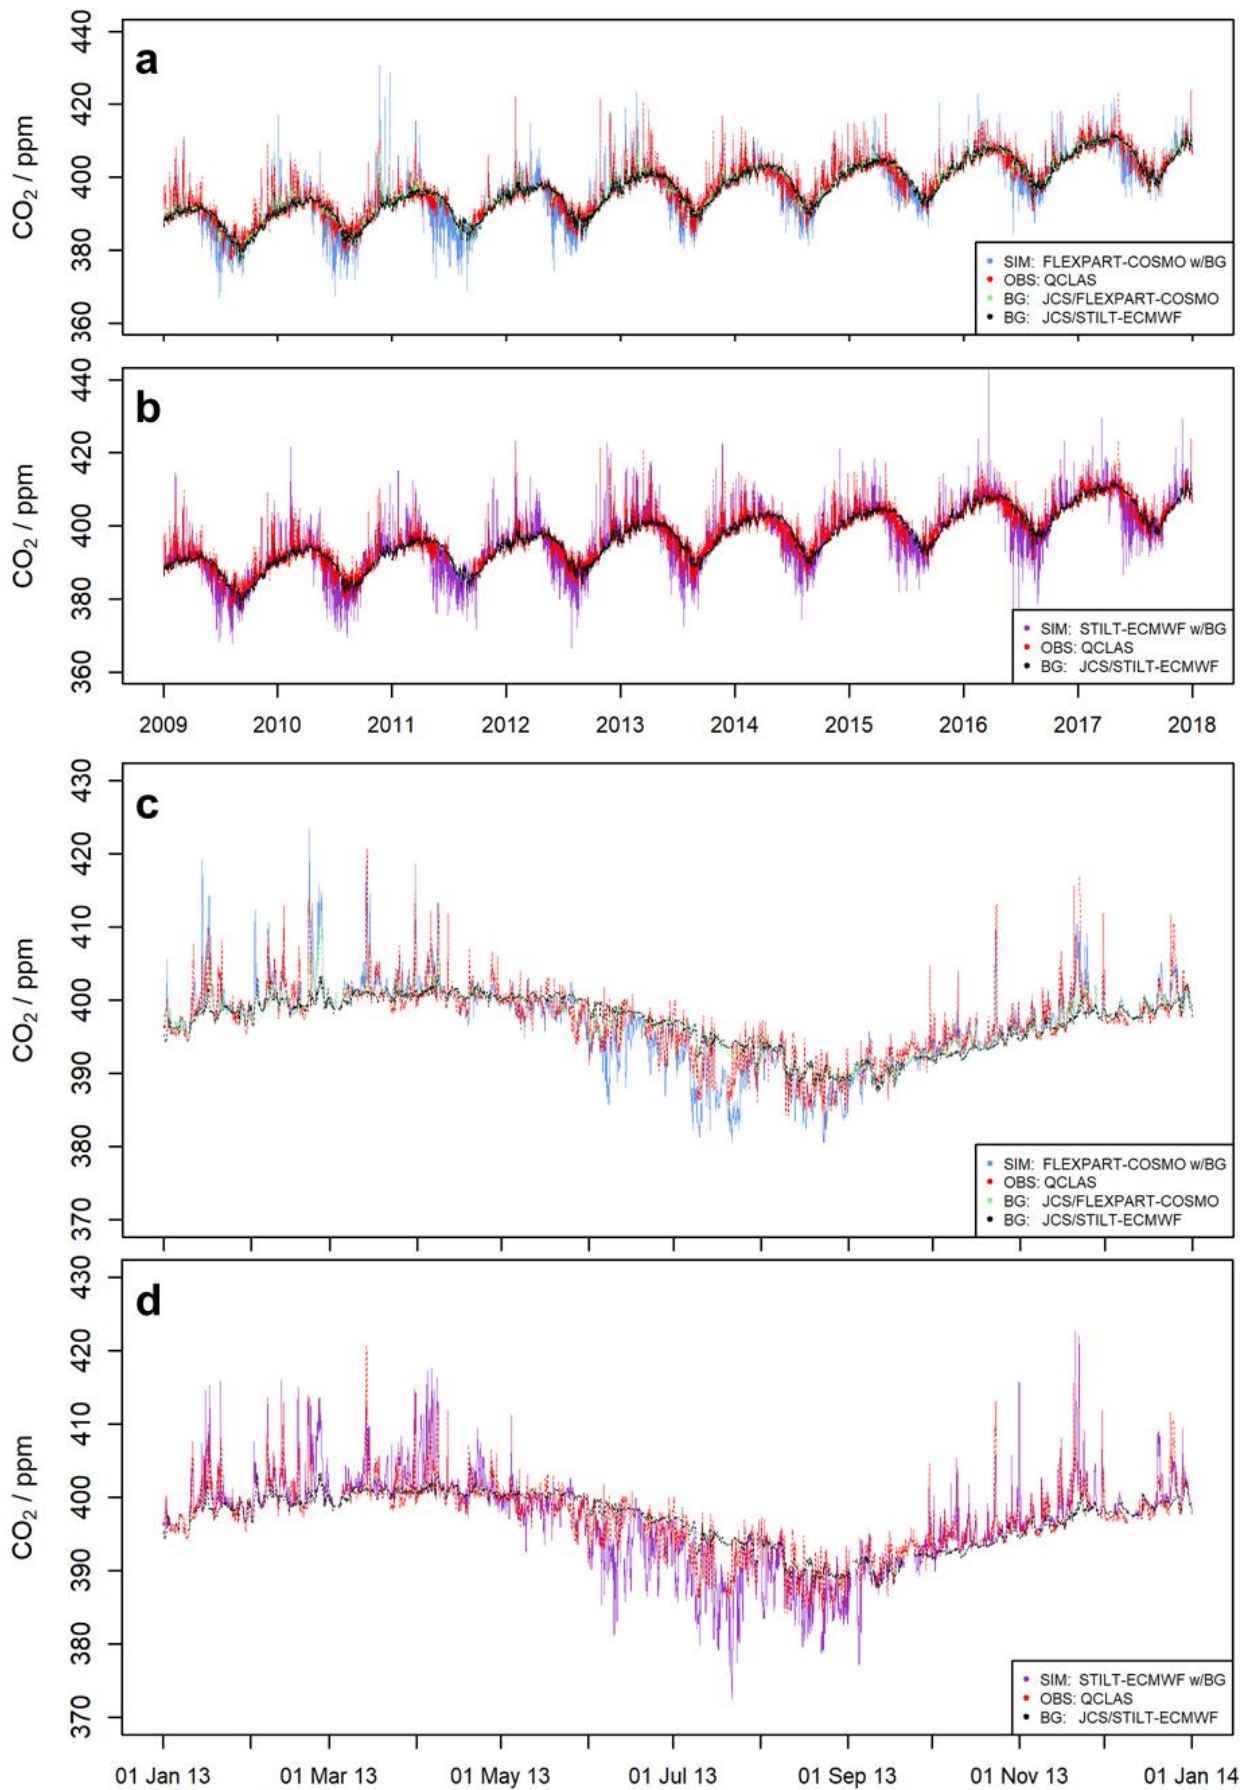 a
CO2 / ppm
440
420
400
380
360
SIM: FLEXPART-COSMO w/BG
OBS: QCLAS
BG: JCS/FLEXPART-COSMO
BG: JCS/STILT-ECMWF
b
CO2 / ppm
440
420
400
380
360
SIM: STILT-ECMWF w/BG
OBS: QCLAS
BG: JCS/STILT-ECMWF
2009 2010 2011 2012 2013 2014 2015 2016 2017 2018
c
CO2 / ppm
430
420
410
400
390
380
370
SIM: FLEXPART-COSMO w/BG
OBS: QCLAS
BG: JCS/FLEXPART-COSMO
BG: JCS/STILT-ECMWF
d
CO2 / ppm
430
420
410
400
390
380
370
SIM: STILT-ECMWF w/BG
OBS: QCLAS
BG: JCS/STILT-ECMWF
01 Jan 13 01 Mar 13 01 May 13 01 Jul 13 01 Sep 13 01 Nov 13 01 Jan 14